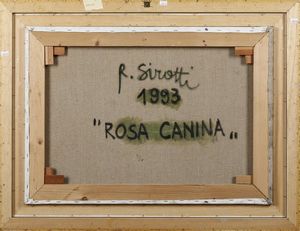 R. Sirotti
1993
"ROSA CANINA"